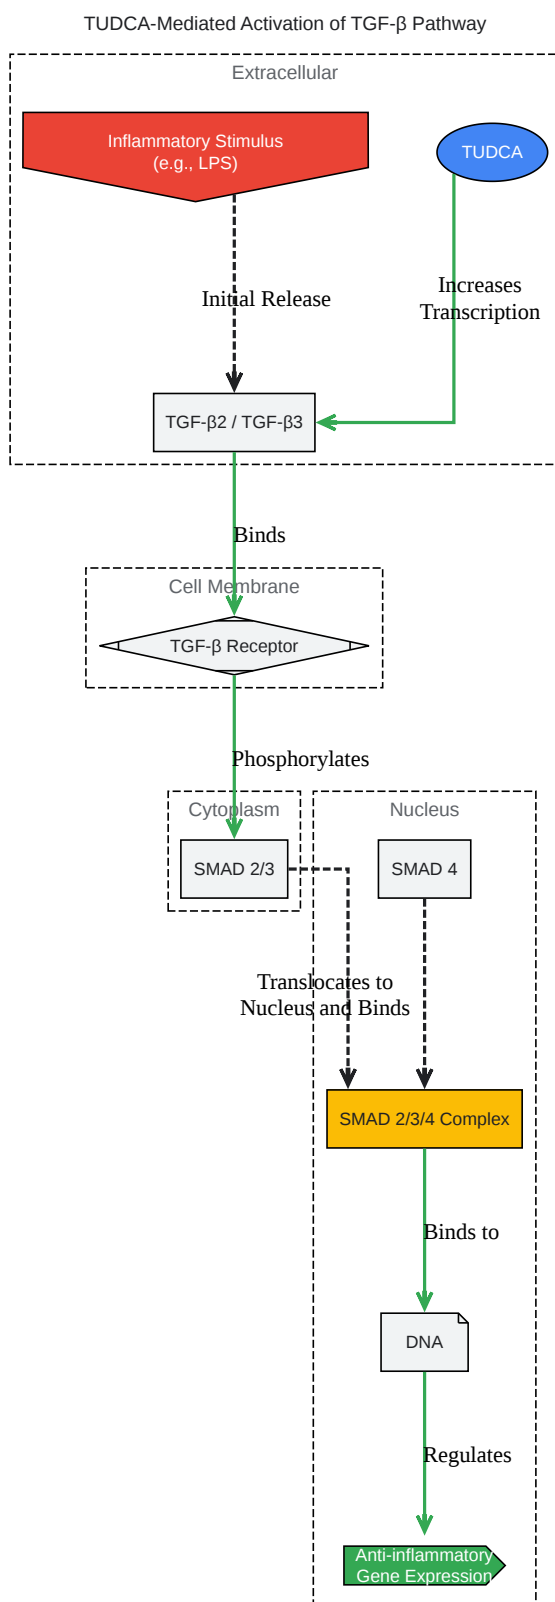 TUDCA-Mediated Activation of TGF-β Pathway
Extracellular
Inflammatory Stimulus
(e.g., LPS)
TUDCA
Initial Release
Increases
Transcription
TGF-β2 / TGF-β3
Binds
Cell Membrane
TGF-β Receptor
Phosphorylates
Cytoplasm
Nucleus
SMAD 2/3
SMAD 4
Translocates to
Nucleus and Binds
SMAD 2/3/4 Complex
Binds to
DNA
Regulates
Anti-inflammatory
Gene Expression